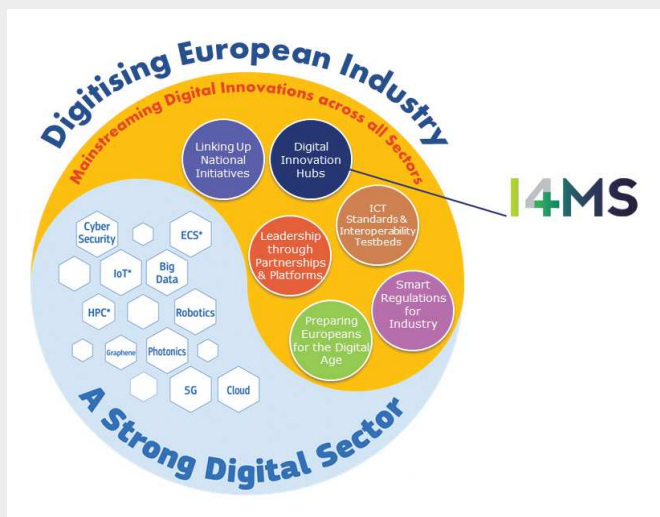 Digitising European Industry
Mainstreaming Digital Innovations across all Sectors
Linking Up
National
Initiatives
Digital
Innovation
Hubs
I4MS
ICT
Standards &
Interoperability
Testbeds
Leadership
through
Partnerships
& Platforms
Smart
Regulations
for
Industry
Preparing
Europeans
for the Digital
Age
Cyber
Security
ECS*
IoT*
Big
Data
HPC*
Robotics
Graphene
Photonics
5G
Cloud
A Strong Digital Sector